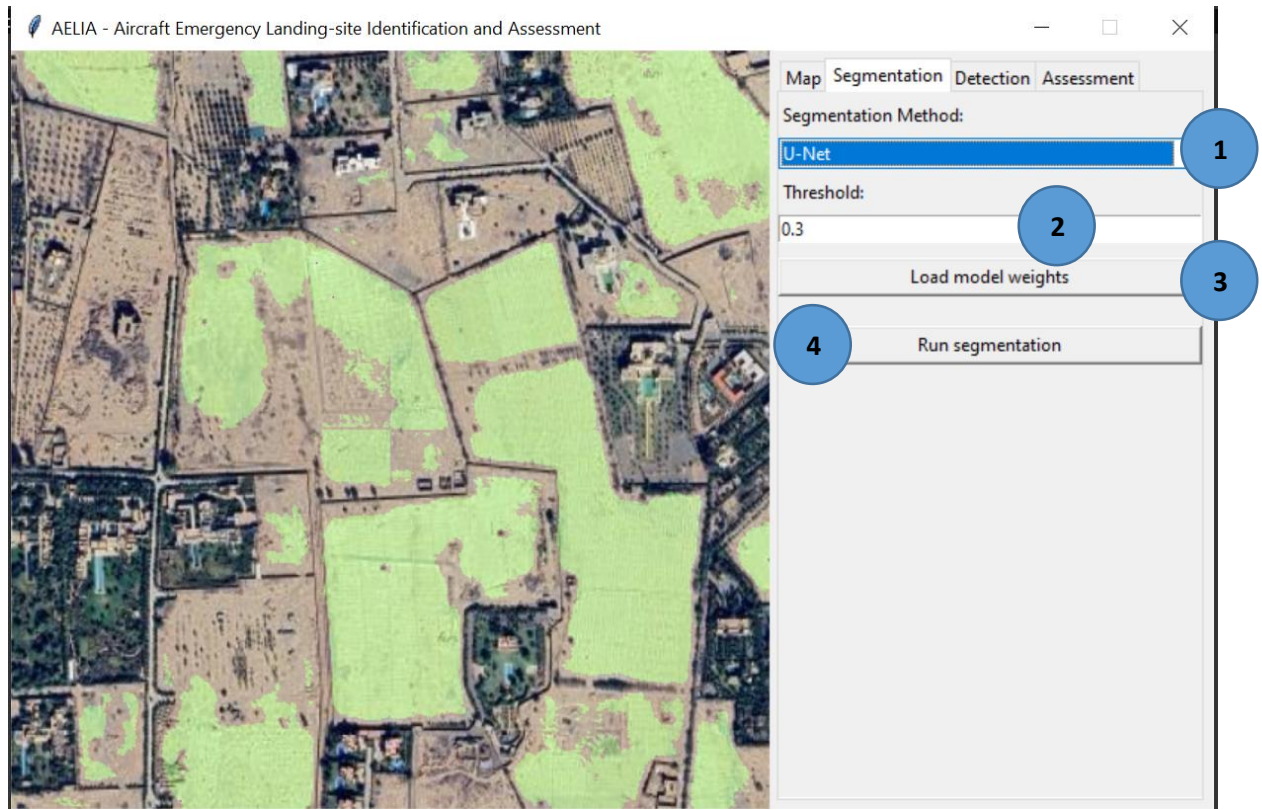 AELIA - Aircraft Emergency Landing-site Identification and Assessment
Map Segmentation Detection Assessment
Segmentation Method:
U-Net
1
Threshold:
0.3
2
Load model weights
3
4
Run segmentation